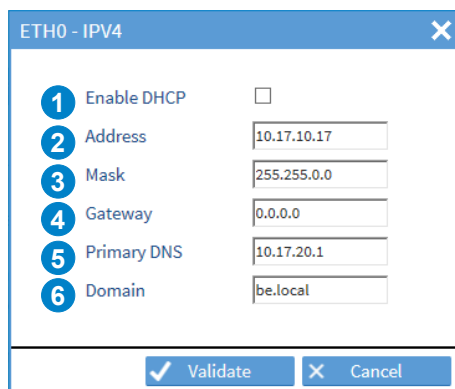 ETH0 - IPV4
1 Enable DHCP
2 Address 10.17.10.17
3 Mask 255.255.0.0
4 Gateway 0.0.0.0
5 Primary DNS 10.17.20.1
6 Domain be.local
Validate Cancel